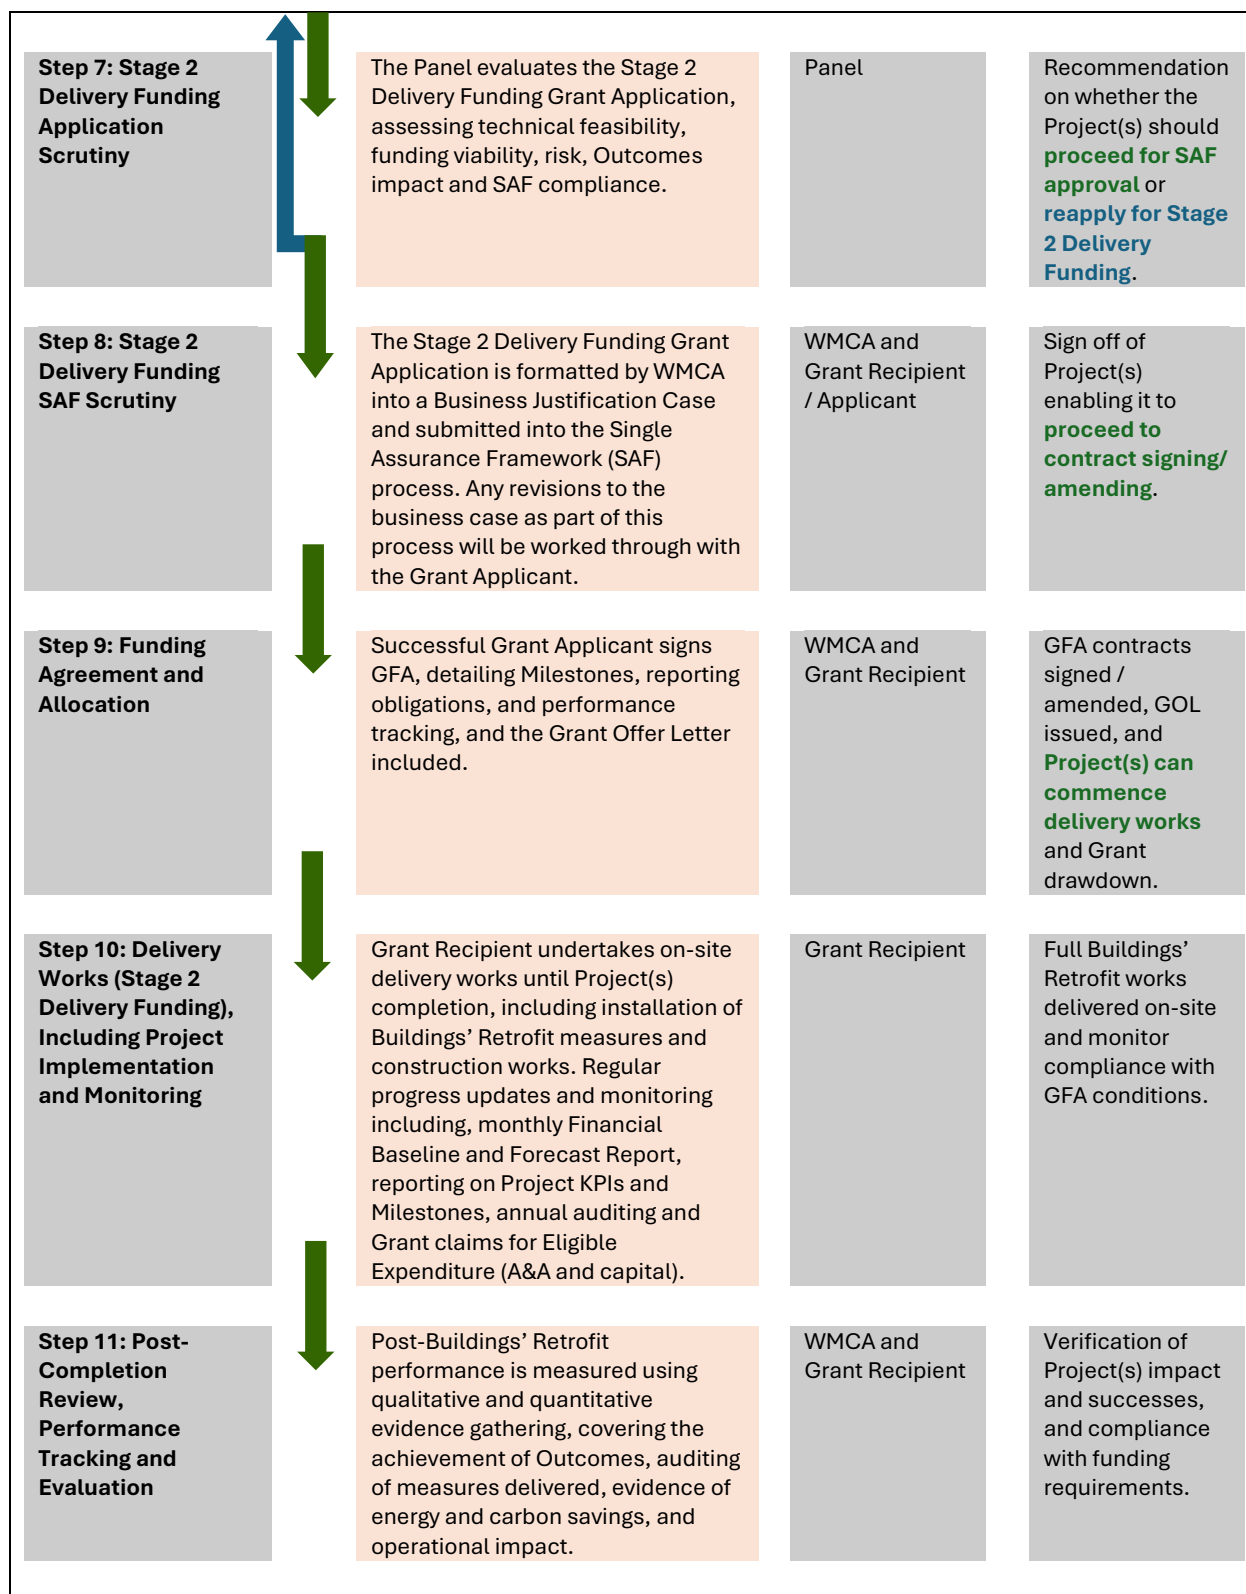 Step 7: Stage 2
Delivery Funding
Application
Scrutiny
The Panel evaluates the Stage 2
Delivery Funding Grant Application,
assessing technical feasibility,
funding viability, risk, Outcomes
impact and SAF compliance.
Panel
Recommendation
on whether the
Project(s) should
proceed for SAF
approval or
reapply for Stage
2 Delivery
Funding.
Step 8: Stage 2
Delivery Funding
SAF Scrutiny
The Stage 2 Delivery Funding Grant
Application is formatted by WMCA
into a Business Justification Case
and submitted into the Single
Assurance Framework (SAF)
process. Any revisions to the
business case as part of this
process will be worked through with
the Grant Applicant.
WMCA and
Grant Recipient
/ Applicant
Sign off of
Project(s)
enabling it to
proceed to
contract signing/
amending.
Step 9: Funding
Agreement and
Allocation
Successful Grant Applicant signs
GFA, detailing Milestones, reporting
obligations, and performance
tracking, and the Grant Offer Letter
included.
WMCA and
Grant Recipient
GFA contracts
signed /
amended, GOL
issued, and
Project(s) can
commence
delivery works
and Grant
drawdown.
Step 10: Delivery
Works (Stage 2
Delivery Funding),
Including Project
Implementation
and Monitoring
Grant Recipient undertakes on-site
delivery works until Project(s)
completion, including installation of
Buildings’ Retrofit measures and
construction works. Regular
progress updates and monitoring
including, monthly Financial
Baseline and Forecast Report,
reporting on Project KPIs and
Milestones, annual auditing and
Grant claims for Eligible
Expenditure (A&A and capital).
Grant Recipient
Full Buildings’
Retrofit works
delivered on-site
and monitor
compliance with
GFA conditions.
Step 11: Post-
Completion
Review,
Performance
Tracking and
Evaluation
Post-Buildings’ Retrofit
performance is measured using
qualitative and quantitative
evidence gathering, covering the
achievement of Outcomes, auditing
of measures delivered, evidence of
energy and carbon savings, and
operational impact.
WMCA and
Grant Recipient
Verification of
Project(s) impact
and successes,
and compliance
with funding
requirements.